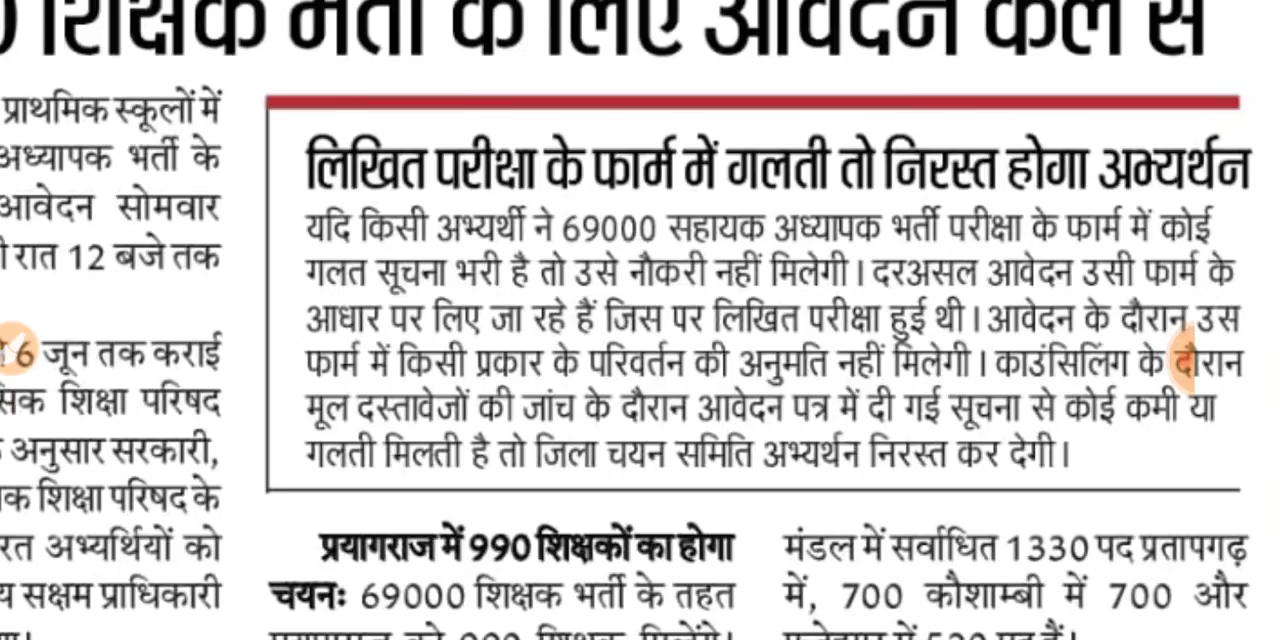 शिक्षक भर्ती के लिए आवेदन कल से
प्राथमिक स्कूलों में
अध्यापक भर्ती के
आवेदन सोमवार
रात 12 बजे तक
6 जून तक कराई
शिक्षा परिषद
अनुसार सरकारी,
शिक्षा परिषद के
अभ्यर्थियों को
सक्षम प्राधिकारी
लिखित परीक्षा के फार्म में गलती तो निरस्त होगा अभ्यर्थन
यदि किसी अभ्यर्थी ने 69000 सहायक अध्यापक भर्ती परीक्षा के फार्म में कोई
गलत सूचना भरी है तो उसे नौकरी नहीं मिलेगी। दरअसल आवेदन उसी फार्म के
आधार पर लिए जा रहे हैं जिस पर लिखित परीक्षा हुई थी। आवेदन के दौरान उस
फार्म में किसी प्रकार के परिवर्तन की अनुमति नहीं मिलेगी। काउंसिलिंग के दौरान
मूल दस्तावेजों की जांच के दौरान आवेदन पत्र में दी गई सूचना से कोई कमी या
गलती मिलती है तो जिला चयन समिति अभ्यर्थन निरस्त कर देगी।
प्रयागराज में 990 शिक्षकों का होगा
चयनः 69000 शिक्षक भर्ती के तहत
मंडल में सर्वाधित 1330 पद प्रतापगढ़
में, 700 कौशाम्बी में 700 और